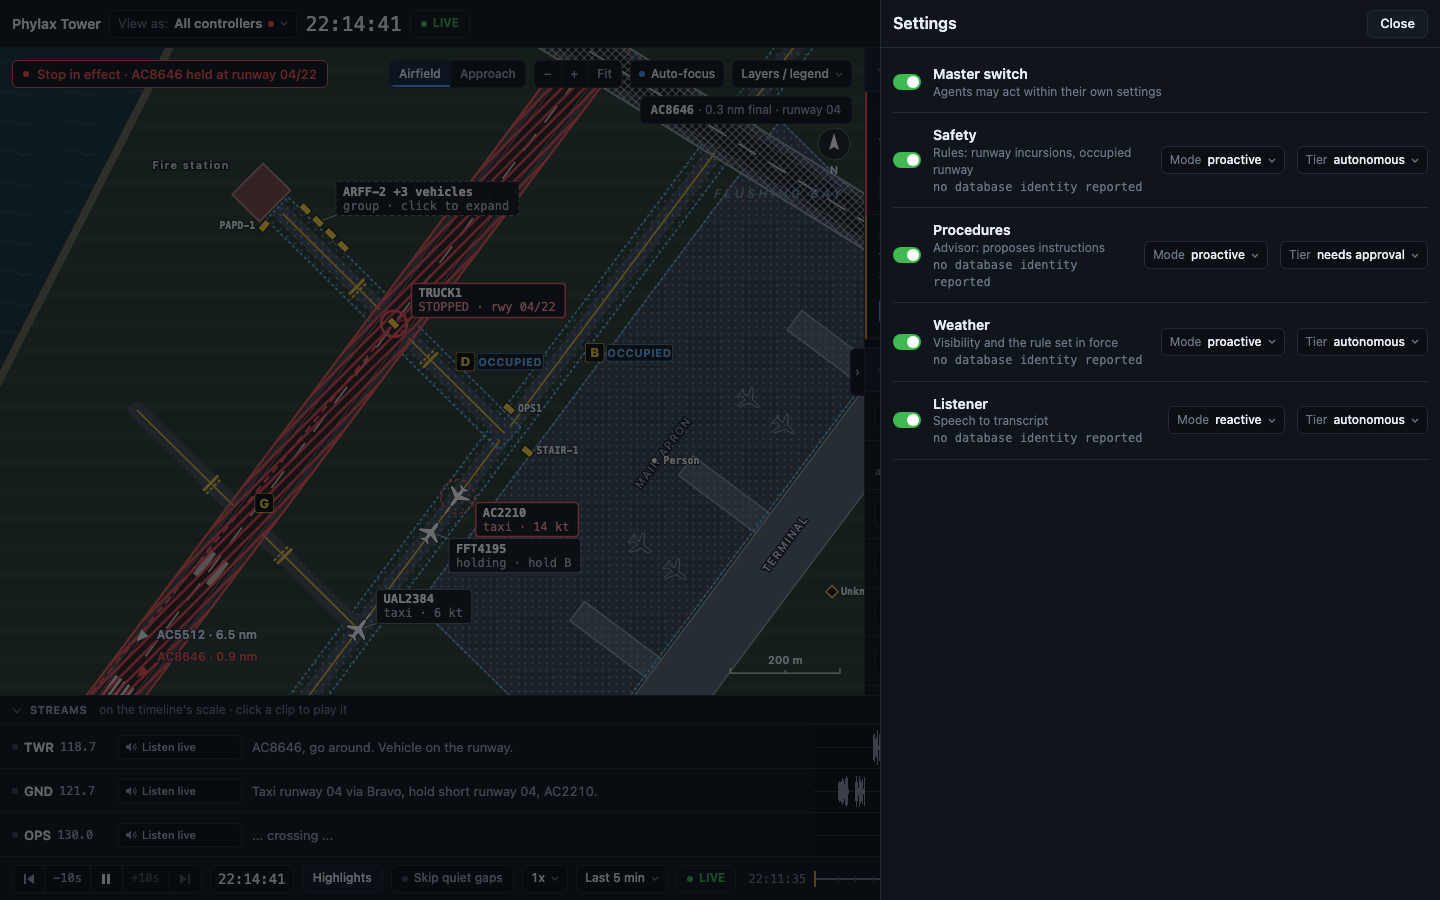 Phylax Tower
View as: All controllers
22:14:41
LIVE
Settings
Close
Stop in effect · AC8646 held at runway 04/22
Airfield
Approach
−
+
Fit
Auto-focus
Layers / legend
AC8646 · 0.3 nm final · runway 04
N
FLUSHING BAY
Fire station
ARFF-2 +3 vehicles
group · click to expand
PAPD-1
TRUCK1
STOPPED · rwy 04/22
D OCCUPIED
B OCCUPIED
OPS1
STAIR-1
MAIN APRON
Person
G
AC2210
taxi · 14 kt
FFT4195
holding · hold B
TERMINAL
UAL2384
taxi · 6 kt
AC5512 · 6.5 nm
AC8646 · 0.9 nm
200 m
Master switch
Agents may act within their own settings
Safety
Rules: runway incursions, occupied
runway
no database identity reported
Mode proactive
Tier autonomous
Procedures
Advisor: proposes instructions
no database identity
reported
Mode proactive
Tier needs approval
Weather
Visibility and the rule set in force
no database identity reported
Mode proactive
Tier autonomous
Listener
Speech to transcript
no database identity reported
Mode reactive
Tier autonomous
STREAMS on the timeline's scale · click a clip to play it
TWR 118.7 Listen live AC8646, go around. Vehicle on the runway.
GND 121.7 Listen live Taxi runway 04 via Bravo, hold short runway 04, AC2210.
OPS 130.0 Listen live ... crossing ...
−10s
+10s
22:14:41
Highlights
Skip quiet gaps
1x
Last 5 min
LIVE
22:11:35